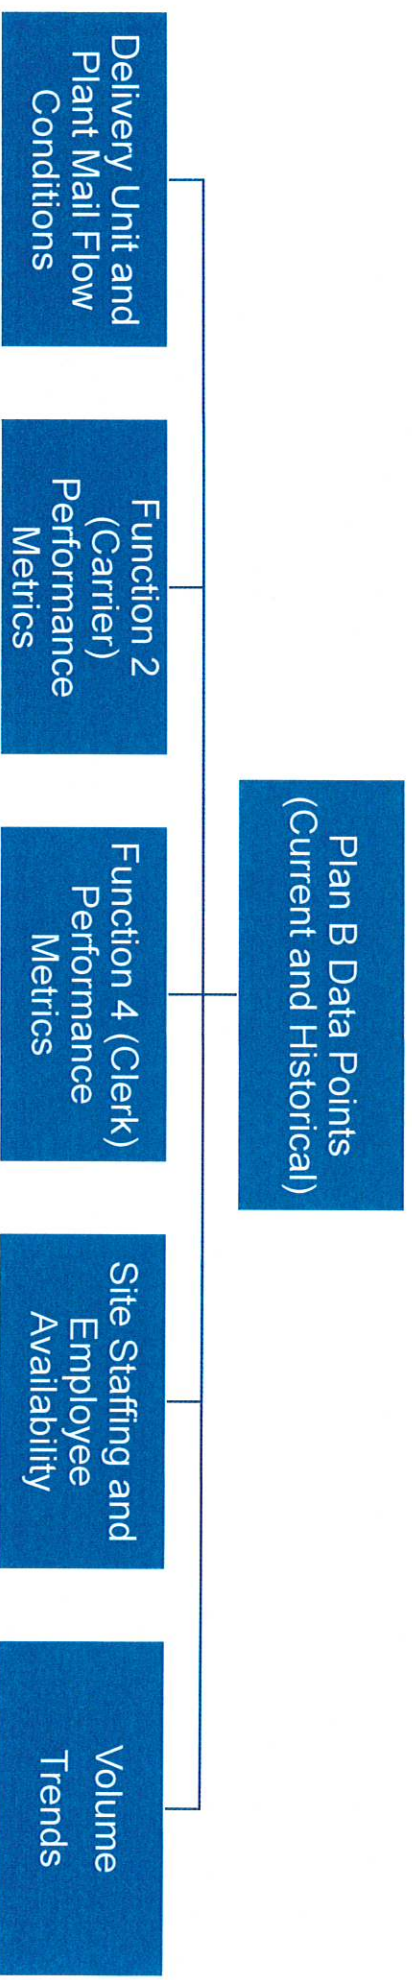 Plan B Data Points
(Current and Historical)
Delivery Unit and
Plant Mail Flow
Conditions
Function 2
(Carrier)
Performance
Metrics
Function 4 (Clerk)
Performance
Metrics
Site Staffing and
Employee
Availability
Volume
Trends